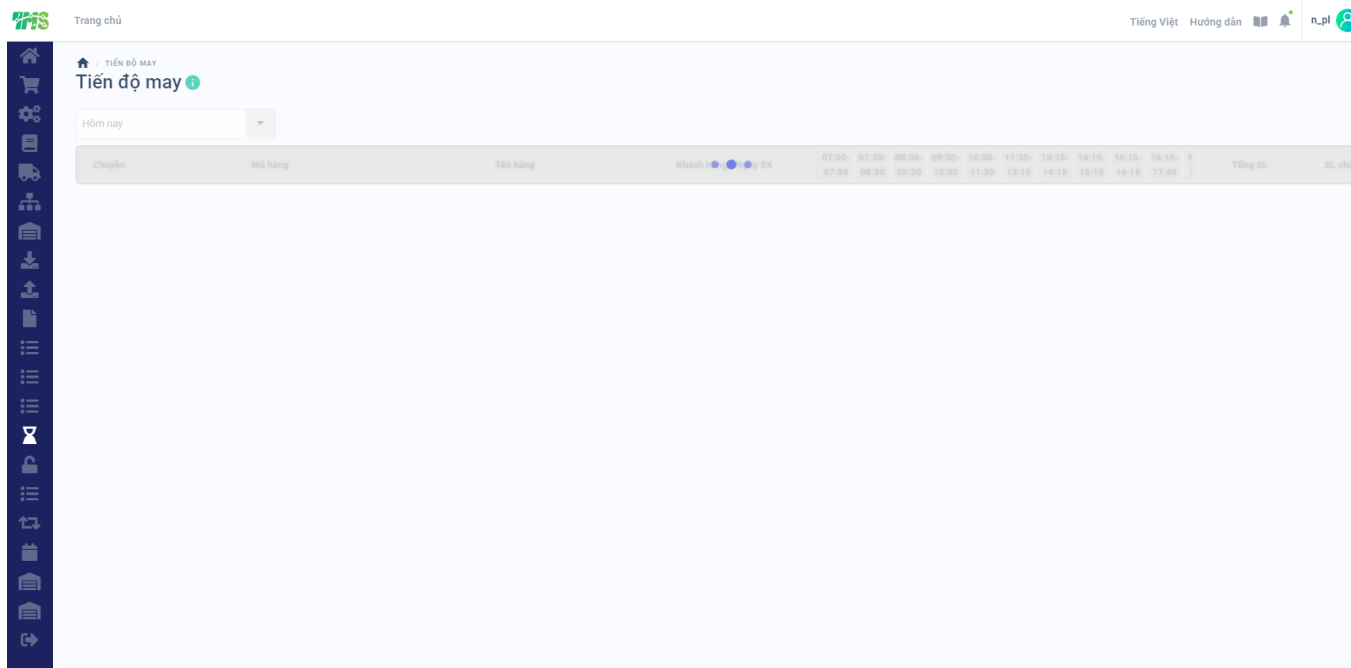 Trang chủ
Tiếng Việt Hướng dẫn
n_pl
/ TIẾN ĐỘ MAY
Tiến độ may
Hôm nay
Chuyền Mã hàng Tên hàng Khách SX Tổng SL
07:00- 07:30- 08:30- 09:30- 10:30- 11:30- 13:15- 14:15- 15:15- 16:15-
07:30 08:30 09:30 10:30 11:30 13:15 14:15 15:15 16:15 17:45